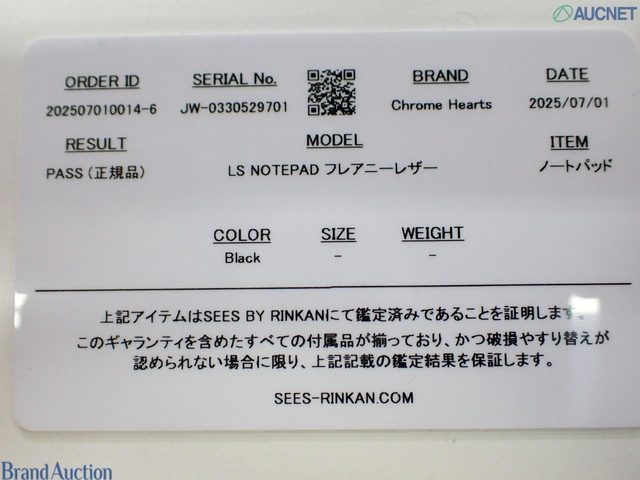 AUCNET
ORDER ID
SERIAL No.
BRAND
DATE
202507010014-6
JW-0330529701
Chrome Hearts
2025/07/01
RESULT
MODEL
ITEM
PASS (正規品)
LS NOTEPAD フレアニーレザー
ノートパッド
COLOR
SIZE
WEIGHT
Black
-
-
上記アイテムはSEES BY RINKANにて鑑定済みであることを証明します。
このギャランティを含めたすべての付属品が揃っており、かつ破損やすり替えが
認められない場合に限り、上記記載の鑑定結果を保証します。
SEES-RINKAN.COM
Brand Auction